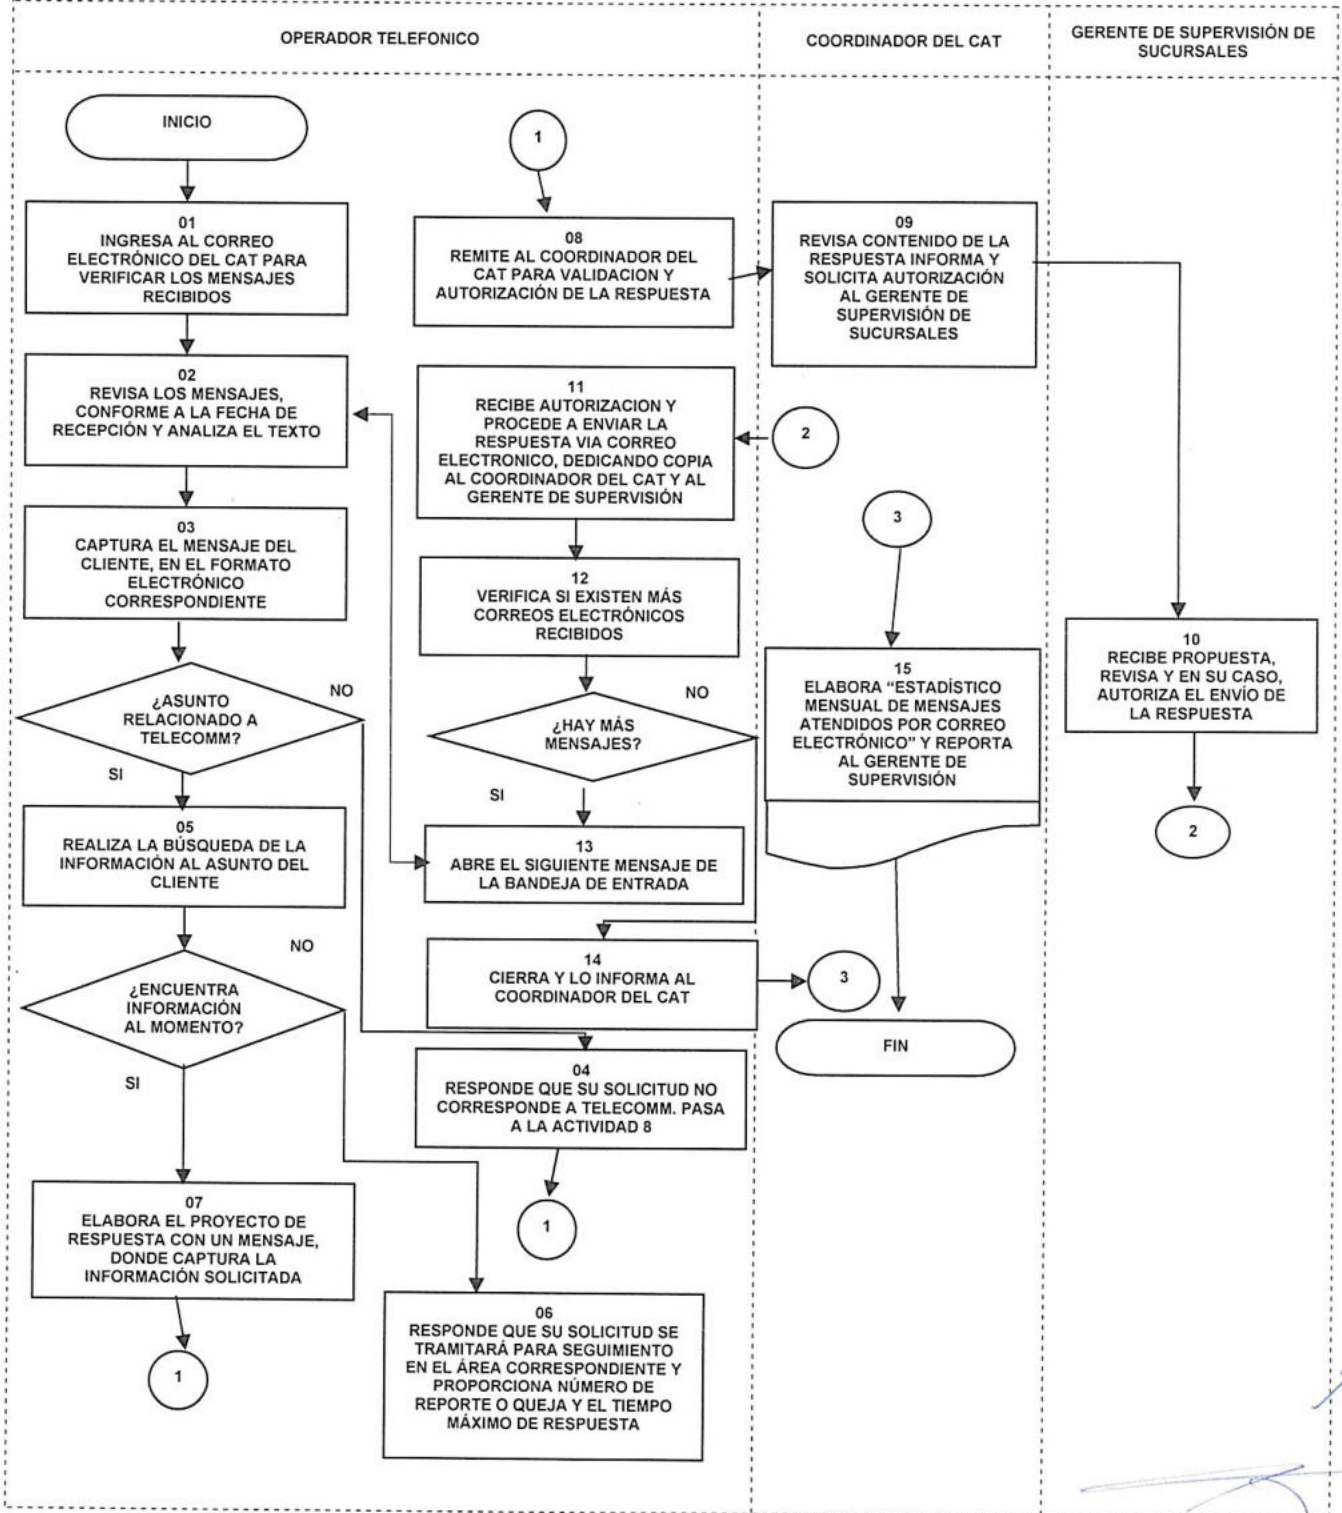 OPERADOR TELEFONICO
COORDINADOR DEL CAT
GERENTE DE SUPERVISIÓN DE
SUCURSALES
INICIO
01
INGRESA AL CORREO
ELECTRÓNICO DEL CAT PARA
VERIFICAR LOS MENSAJES
RECIBIDOS
02
REVISA LOS MENSAJES,
CONFORME A LA FECHA DE
RECEPCIÓN Y ANALIZA EL TEXTO
03
CAPTURA EL MENSAJE DEL
CLIENTE, EN EL FORMATO
ELECTRÓNICO
CORRESPONDIENTE
¿ASUNTO
RELACIONADO A
TELECOMM?
NO
SI
05
REALIZA LA BÚSQUEDA DE LA
INFORMACIÓN AL ASUNTO DEL
CLIENTE
NO
¿ENCUENTRA
INFORMACIÓN
AL MOMENTO?
SI
07
ELABORA EL PROYECTO DE
RESPUESTA CON UN MENSAJE,
DONDE CAPTURA LA
INFORMACIÓN SOLICITADA
1
1
08
REMITE AL COORDINADOR DEL
CAT PARA VALIDACION Y
AUTORIZACIÓN DE LA RESPUESTA
11
RECIBE AUTORIZACION Y
PROCEDE A ENVIAR LA
RESPUESTA VIA CORREO
ELECTRONICO, DEDICANDO COPIA
AL COORDINADOR DEL CAT Y AL
GERENTE DE SUPERVISIÓN
12
VERIFICA SI EXISTEN MÁS
CORREOS ELECTRÓNICOS
RECIBIDOS
NO
¿HAY MÁS
MENSAJES?
SI
13
ABRE EL SIGUIENTE MENSAJE DE
LA BANDEJA DE ENTRADA
14
CIERRA Y LO INFORMA AL
COORDINADOR DEL CAT
04
RESPONDE QUE SU SOLICITUD NO
CORRESPONDE A TELECOMM. PASA
A LA ACTIVIDAD 8
1
06
RESPONDE QUE SU SOLICITUD SE
TRAMITARÁ PARA SEGUIMIENTO
EN EL ÁREA CORRESPONDIENTE Y
PROPORCIONA NÚMERO DE
REPORTE O QUEJA Y EL TIEMPO
MÁXIMO DE RESPUESTA
09
REVISA CONTENIDO DE LA
RESPUESTA INFORMA Y
SOLICITA AUTORIZACIÓN
AL GERENTE DE
SUPERVISIÓN DE
SUCURSALES
2
3
15
ELABORA “ESTADÍSTICO
MENSUAL DE MENSAJES
ATENDIDOS POR CORREO
ELECTRÓNICO” Y REPORTA
AL GERENTE DE
SUPERVISIÓN
3
FIN
10
RECIBE PROPUESTA,
REVISA Y EN SU CASO,
AUTORIZA EL ENVÍO DE
LA RESPUESTA
2